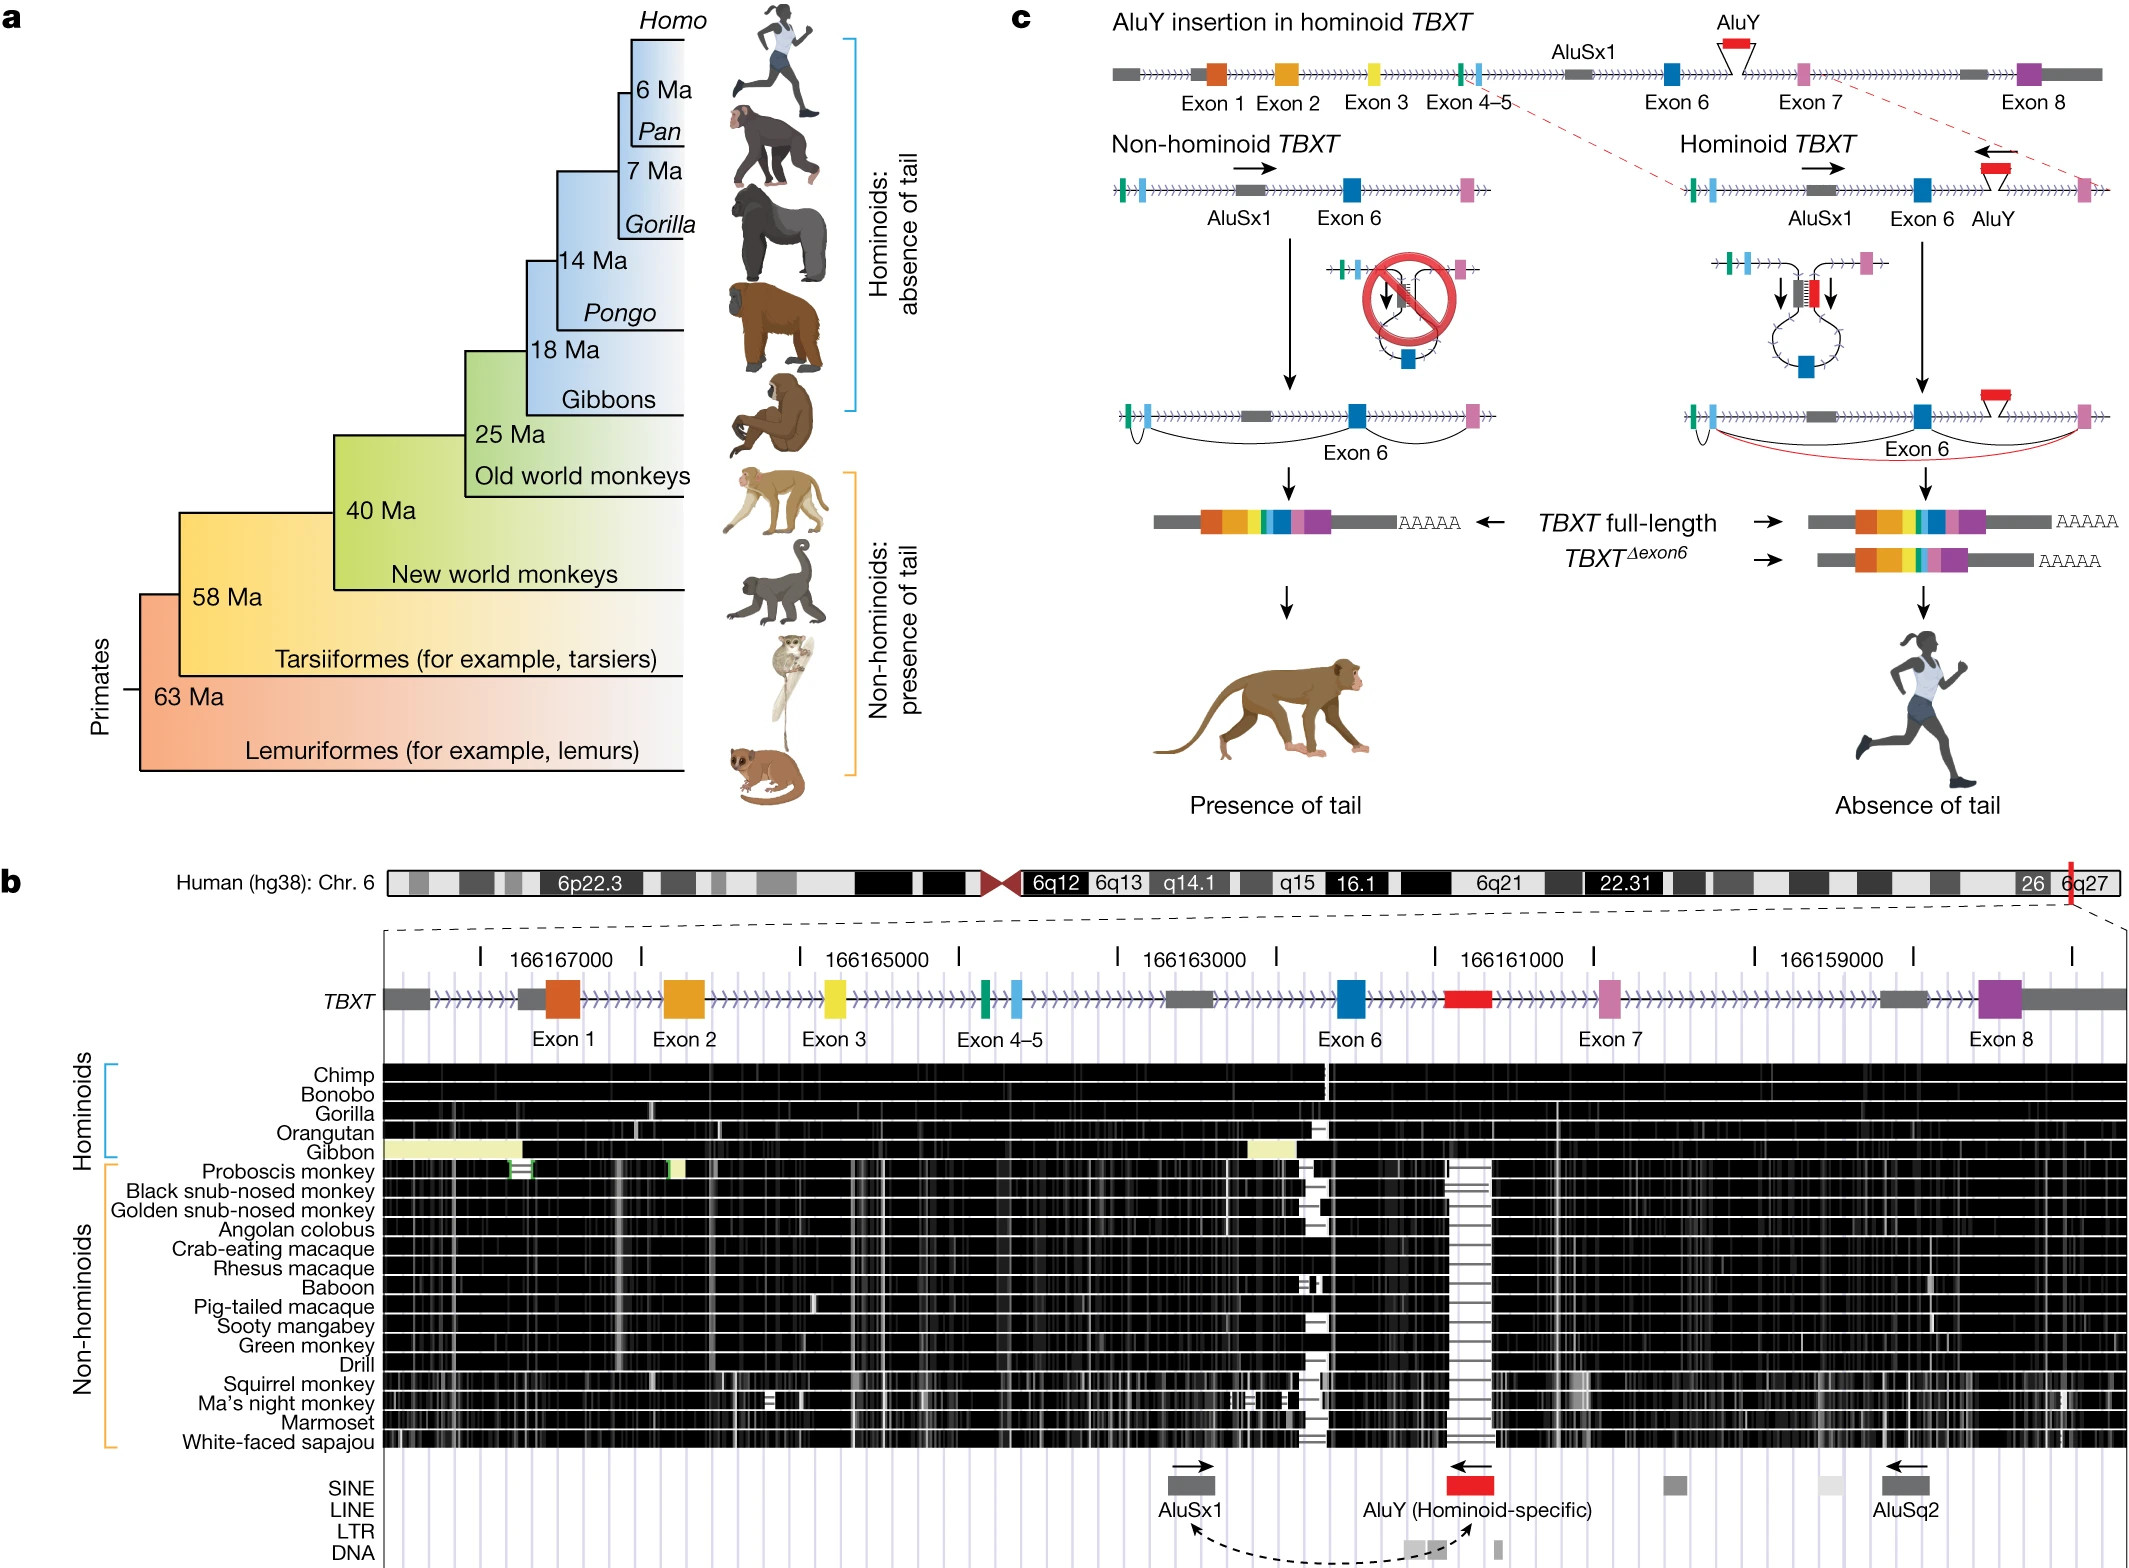 a
Homo
6 Ma
Pan
7 Ma
Gorilla
14 Ma
Pongo
18 Ma
Gibbons
25 Ma
Old world monkeys
40 Ma
New world monkeys
58 Ma
Tarsiiformes (for example, tarsiers)
63 Ma
Lemuriformes (for example, lemurs)
Primates
Hominoids:
absence of tail
Non-hominoids:
presence of tail
c
AluY insertion in hominoid TBXT
AluY
AluSx1
Exon 1 Exon 2 Exon 3 Exon 4–5 Exon 6 Exon 7 Exon 8
Non-hominoid TBXT
AluSx1 Exon 6
Hominoid TBXT
AluSx1 Exon 6 AluY
Exon 6
Exon 6
AAAAA
TBXT full-length
AAAAA
TBXTΔexon6
AAAAA
Presence of tail
Absence of tail
b
Human (hg38): Chr. 6
6p22.3 6q12 6q13 q14.1 q15 16.1 6q21 22.31 26 6q27
166167000 166165000 166163000 166161000 166159000
TBXT
Exon 1 Exon 2 Exon 3 Exon 4–5 Exon 6 Exon 7 Exon 8
Hominoids
Chimp
Bonobo
Gorilla
Orangutan
Gibbon
Non-hominoids
Proboscis monkey
Black snub-nosed monkey
Golden snub-nosed monkey
Angolan colobus
Crab-eating macaque
Rhesus macaque
Baboon
Pig-tailed macaque
Sooty mangabey
Green monkey
Drill
Squirrel monkey
Ma's night monkey
Marmoset
White-faced sapajou
SINE
LINE
AluSx1 AluY (Hominoid-specific) AluSq2
LTR
DNA